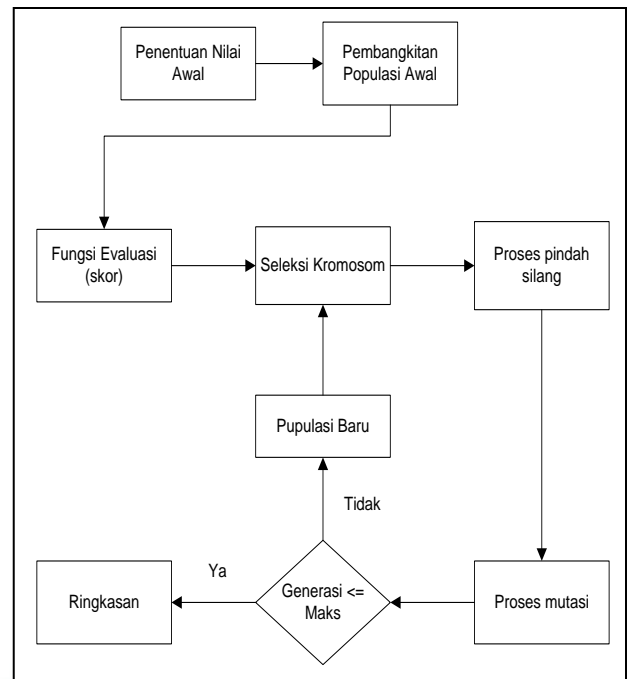 Penentuan Nilai
Awal
Pembangkitan
Populasi Awal
Fungsi Evaluasi
(skor)
Seleksi Kromosom
Proses pindah
silang
Pupulasi Baru
Tidak
Ya
Ringkasan
Generasi <=
Maks
Proses mutasi